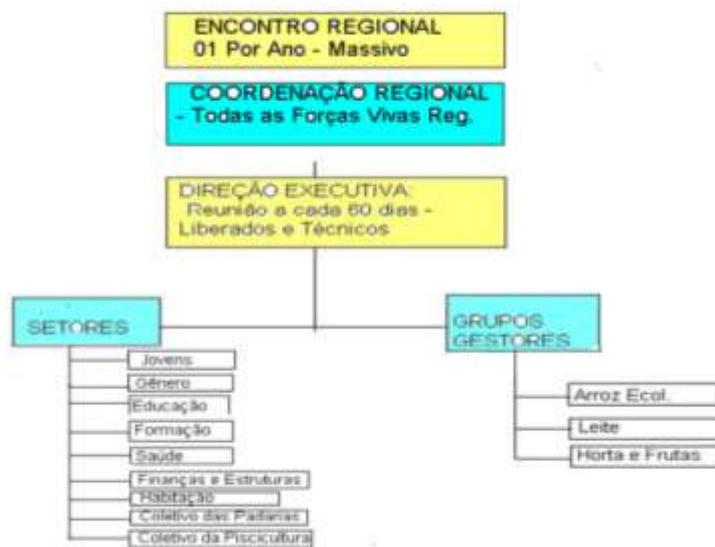 ENCONTRO REGIONAL
01 Por Ano - Massivo
COORDENAÇÃO REGIONAL
- Todas as Forças Vivas Reg.
DIREÇÃO EXECUTIVA:
Reunião a cada 60 dias -
Liberados e Técnicos
SETORES
Jovens
Gênero
Educação
Formação
Saúde
Finanças e Estruturas
Habitação
Coletivo das Padarias
Coletivo da Piscicultura
GRUPOS
GESTORES
Arroz Ecol.
Leite
Horta e Frutas